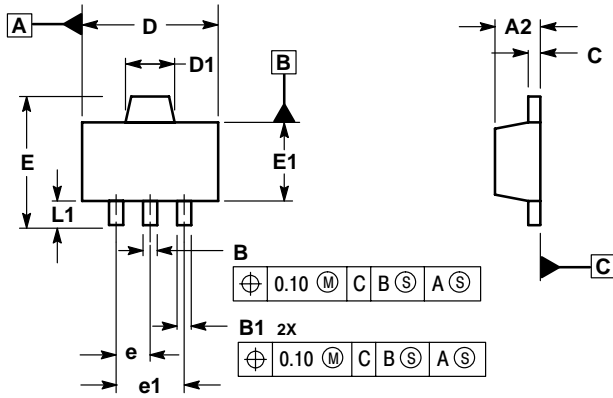 A
D
A2
C
D1
B
E
E1
L1
B
C
⌖ 0.10 Ⓜ C B Ⓢ A Ⓢ
B1 2X
e
⌖ 0.10 Ⓜ C B Ⓢ A Ⓢ
e1